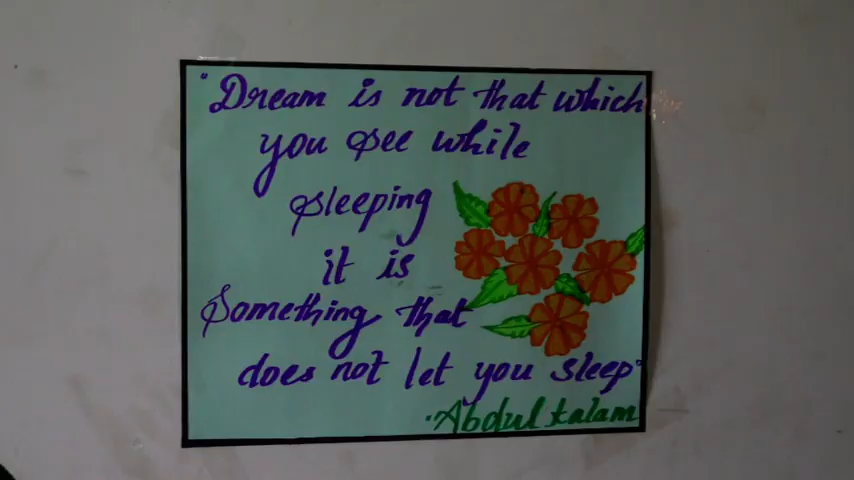 "Dream is not that which
you see while
sleeping
it is
Something that
does not let you sleep"
. Abdul kalam